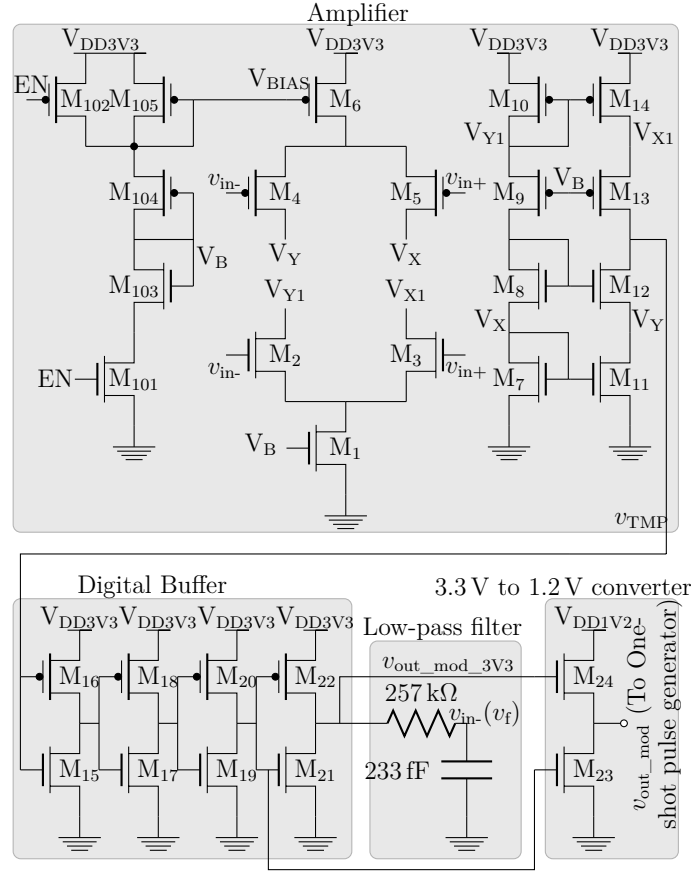 Amplifier
V_DD3V3 V_DD3V3 V_DD3V3 V_DD3V3
EN M_102 M_105 V_BIAS M_6 M_10 M_14
V_Y1 V_X1
M_104 v_in- M_4 M_5 v_in+ M_9 V_B M_13
V_B V_Y V_X
M_103 V_Y1 V_X1 M_8 M_12
V_X V_Y
EN M_101 v_in- M_2 M_3 v_in+ M_7 M_11
V_B M_1
v_TMP
Digital Buffer 3.3 V to 1.2 V converter
V_DD3V3 V_DD3V3 V_DD3V3 V_DD3V3 Low-pass filter V_DD1V2
M_16 M_18 M_20 M_22 v_out_mod_3V3 M_24
257 kΩ
v_in-(v_f)
M_15 M_17 M_19 M_21 233 fF M_23
v_out_mod (To One-
shot pulse generator)